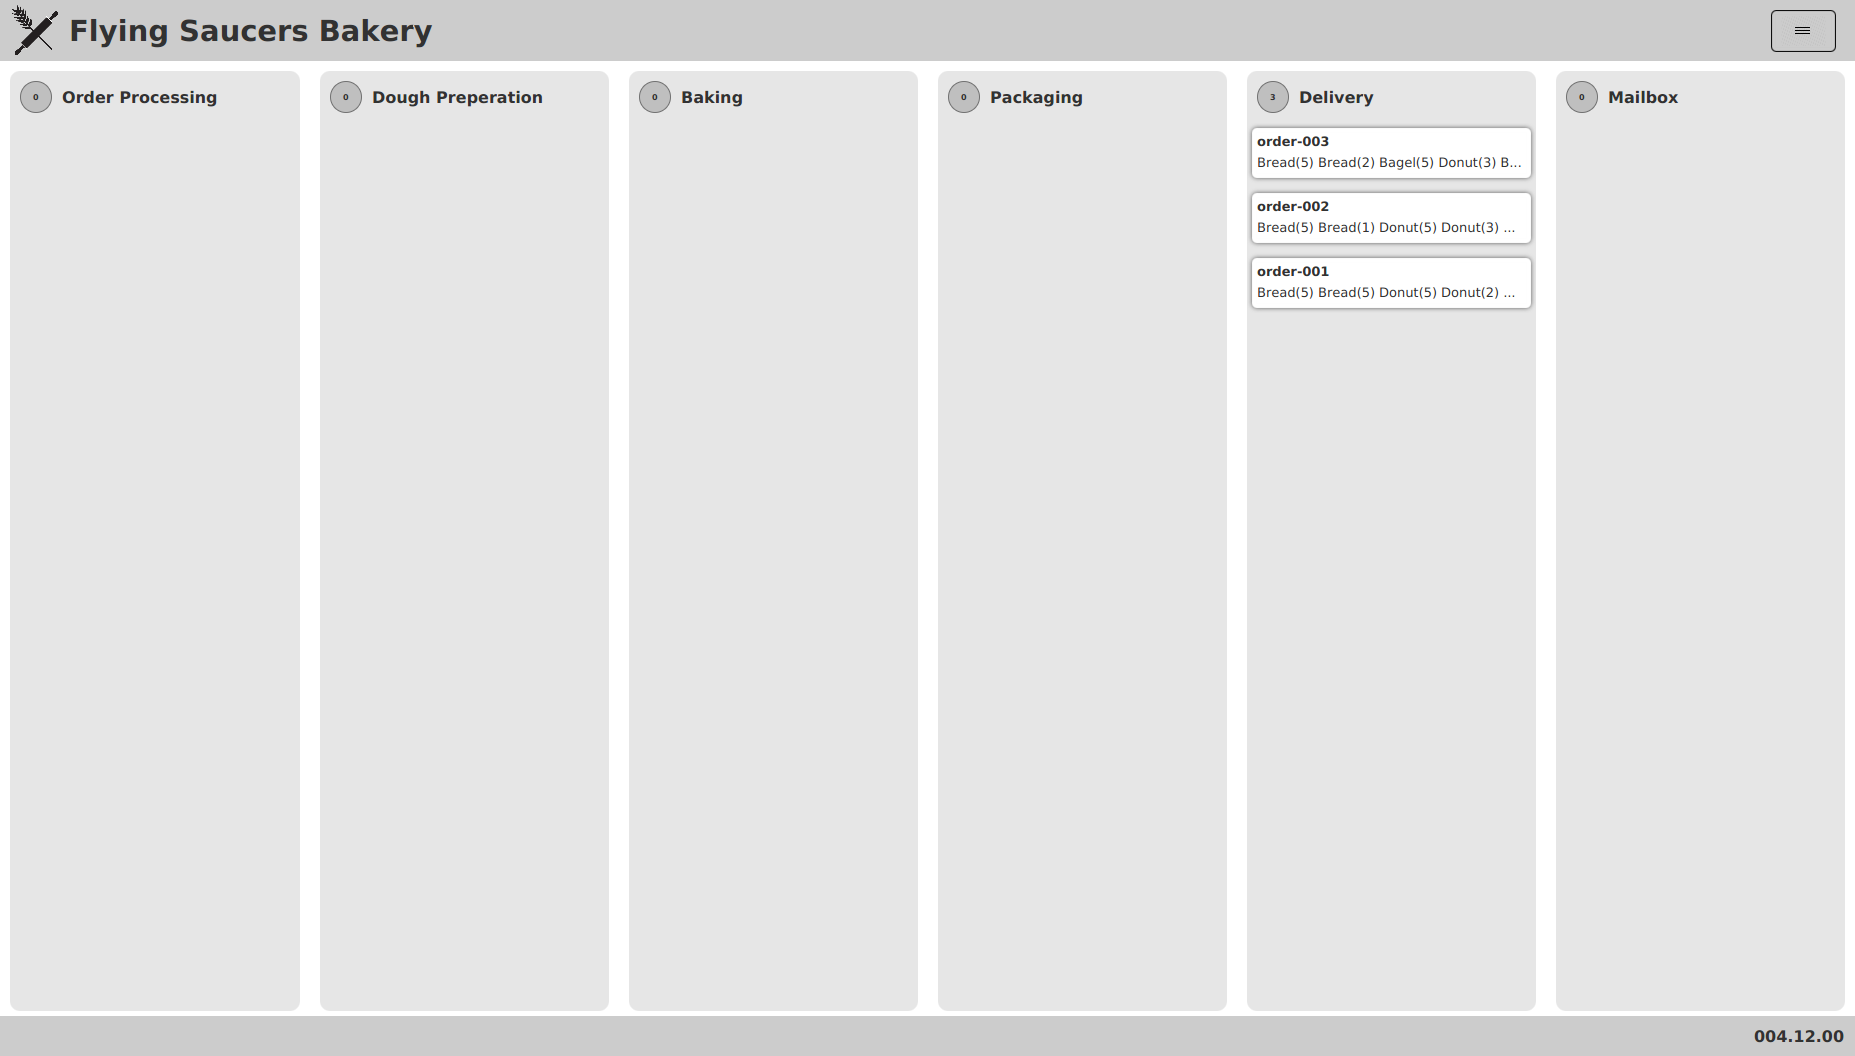 Flying Saucers Bakery
0 Order Processing
0 Dough Preperation
0 Baking
0 Packaging
3 Delivery
order-003
Bread(5) Bread(2) Bagel(5) Donut(3) B...
order-002
Bread(5) Bread(1) Donut(5) Donut(3) ...
order-001
Bread(5) Bread(5) Donut(5) Donut(2) ...
0 Mailbox
004.12.00